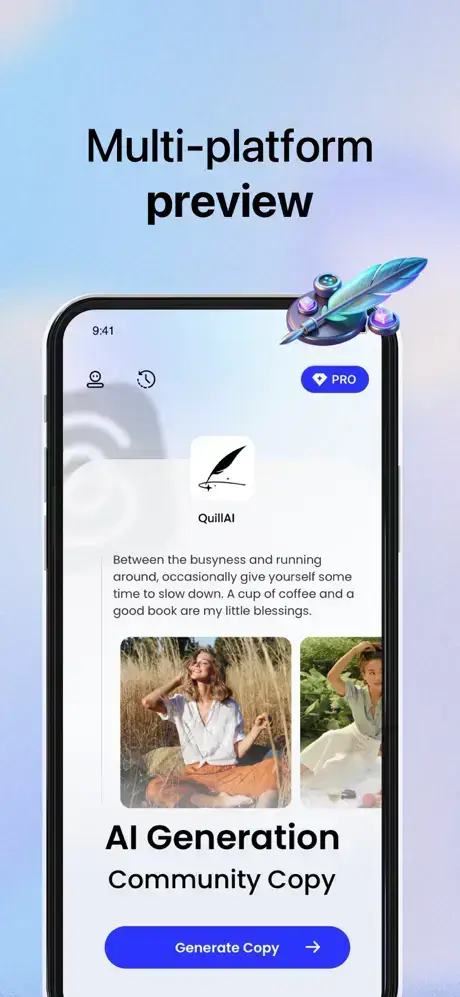 Multi-platform
preview
9:41
PRO
QuillAI
Between the busyness and running
around, occasionally give yourself some
time to slow down. A cup of coffee and a
good book are my little blessings.
AI Generation
Community Copy
Generate Copy